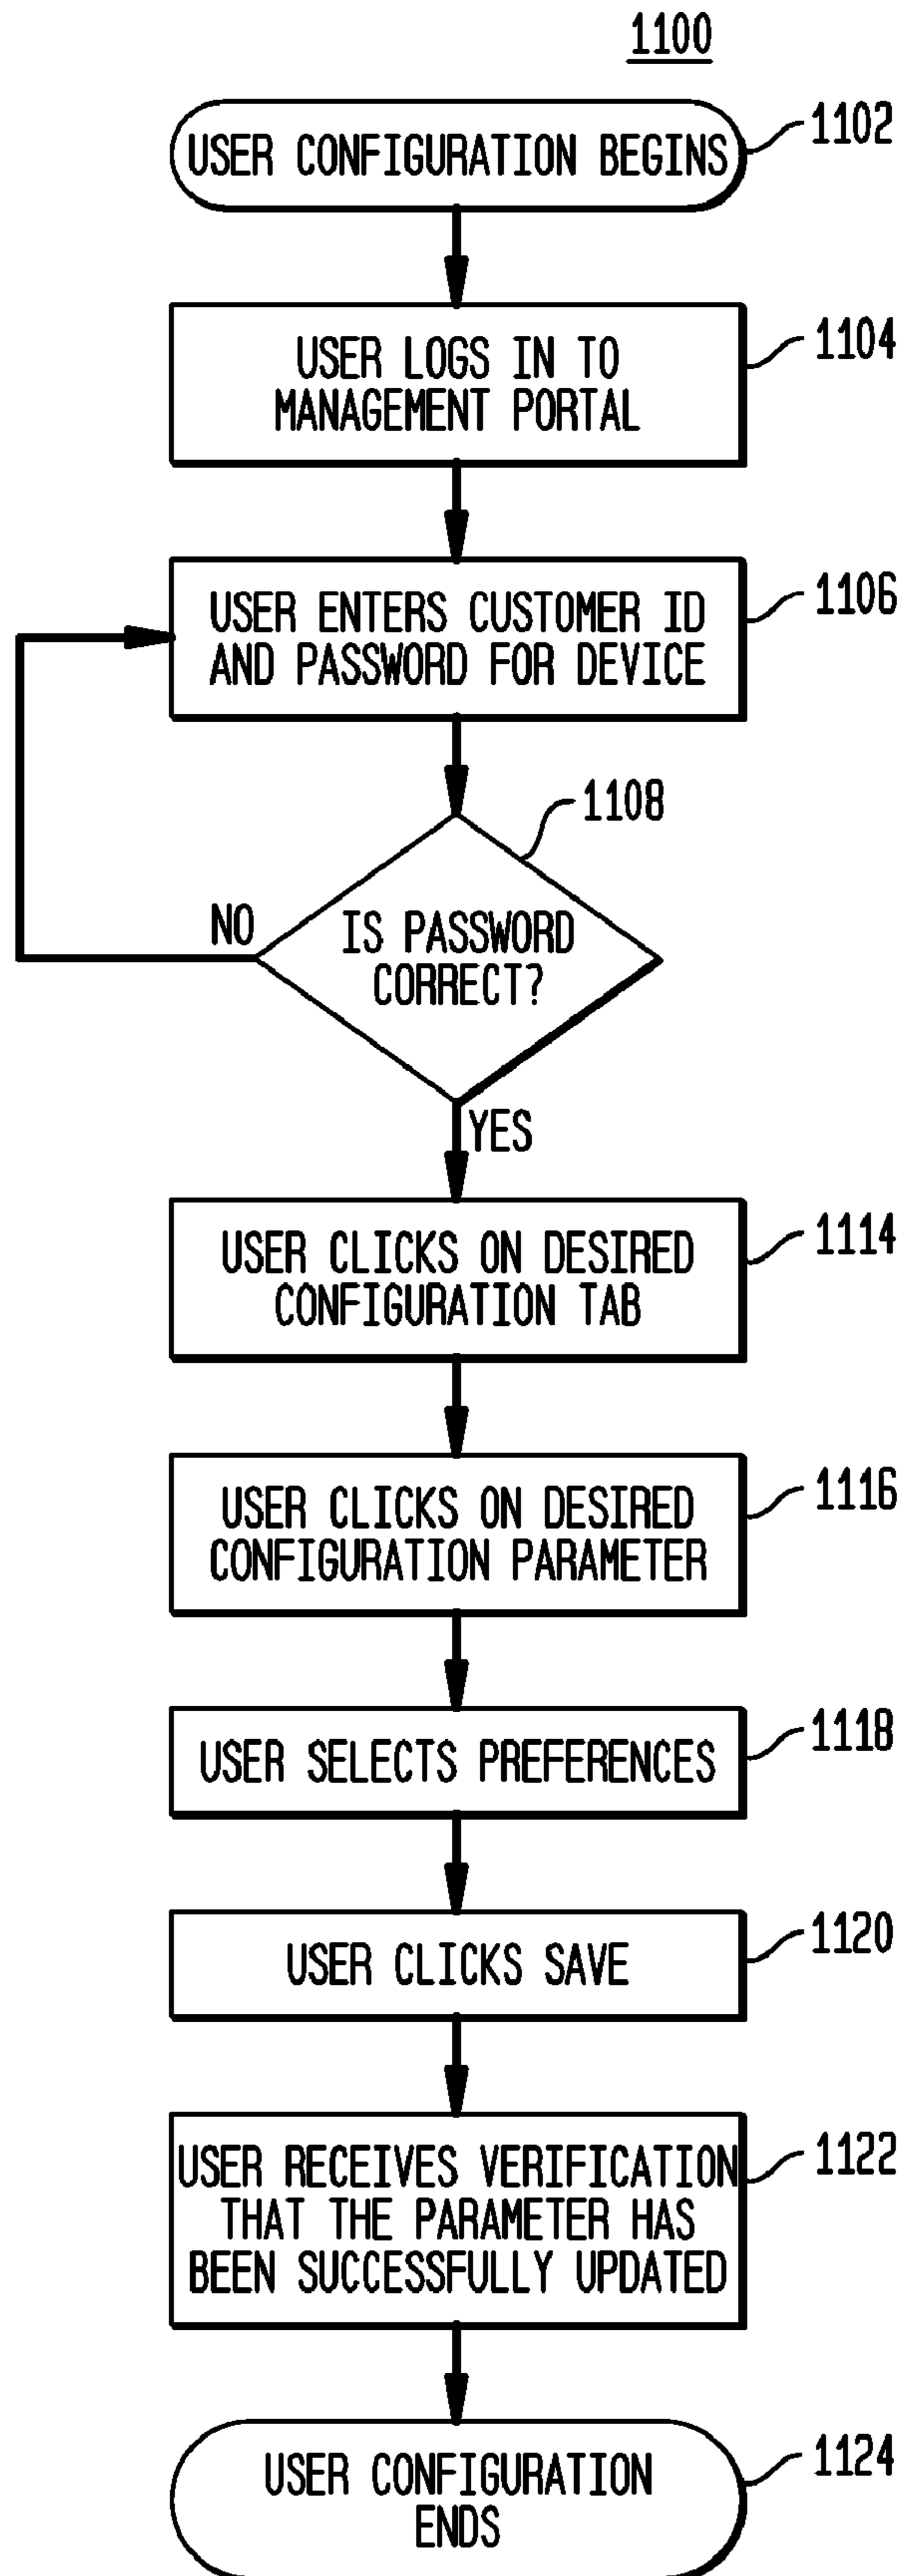 1100
USER CONFIGURATION BEGINS
1102
USER LOGS IN TO
MANAGEMENT PORTAL
1104
USER ENTERS CUSTOMER ID
AND PASSWORD FOR DEVICE
1106
1108
IS PASSWORD
CORRECT?
NO
YES
USER CLICKS ON DESIRED
CONFIGURATION TAB
1114
USER CLICKS ON DESIRED
CONFIGURATION PARAMETER
1116
USER SELECTS PREFERENCES
1118
USER CLICKS SAVE
1120
USER RECEIVES VERIFICATION
THAT THE PARAMETER HAS
BEEN SUCCESSFULLY UPDATED
1122
USER CONFIGURATION
ENDS
1124